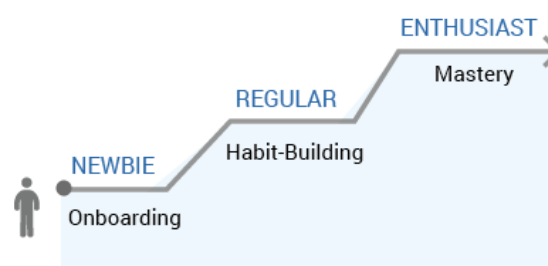 ENTHUSIAST
Mastery
REGULAR
Habit-Building
NEWBIE
Onboarding